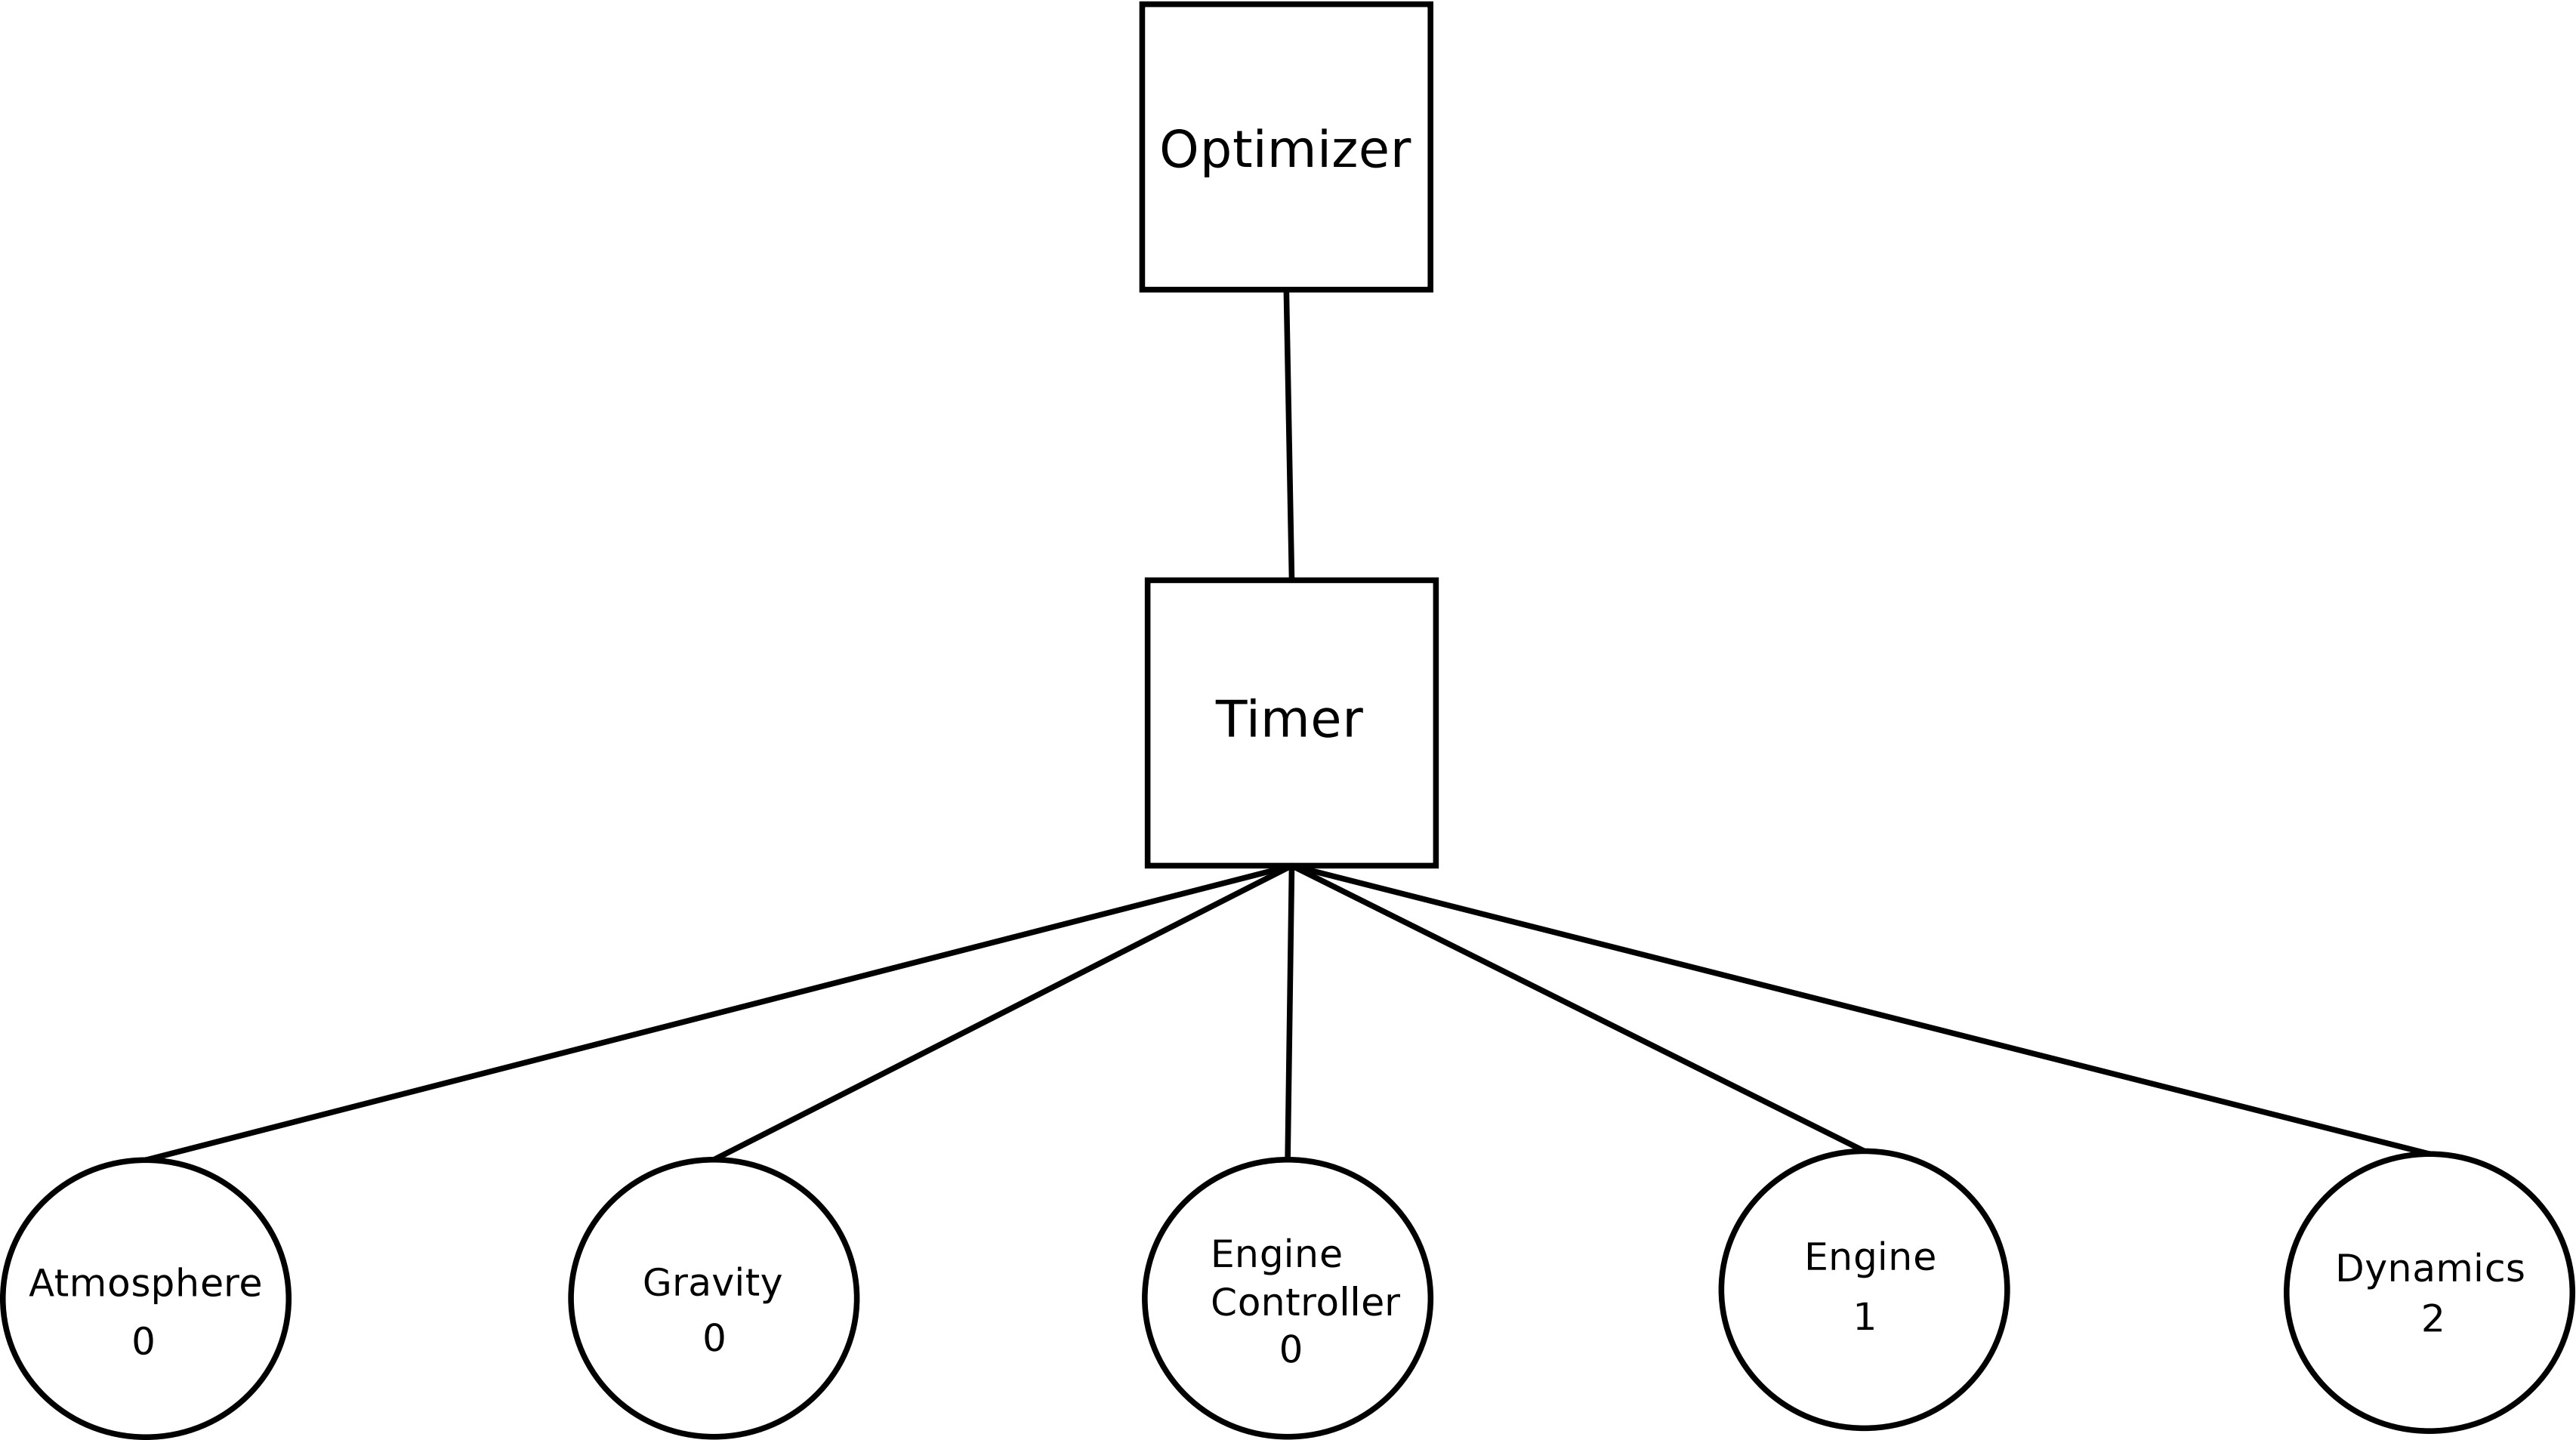 Optimizer
Timer
Atmosphere
0
Gravity
0
Engine
Controller
0
Engine
1
Dynamics
2